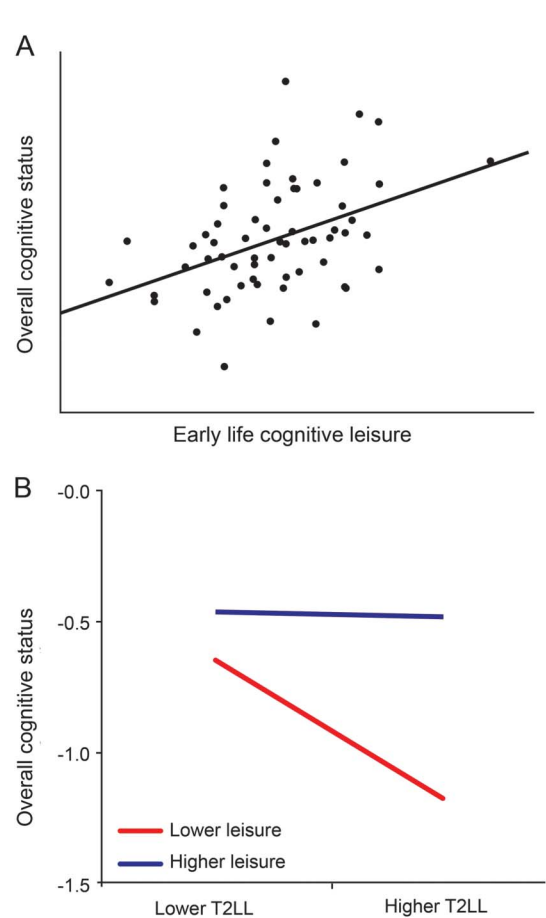 A
Overall cognitive status
Early life cognitive leisure
B
-0.0
-0.5
-1.0
-1.5
Overall cognitive status
Lower leisure
Higher leisure
Lower T2LL
Higher T2LL